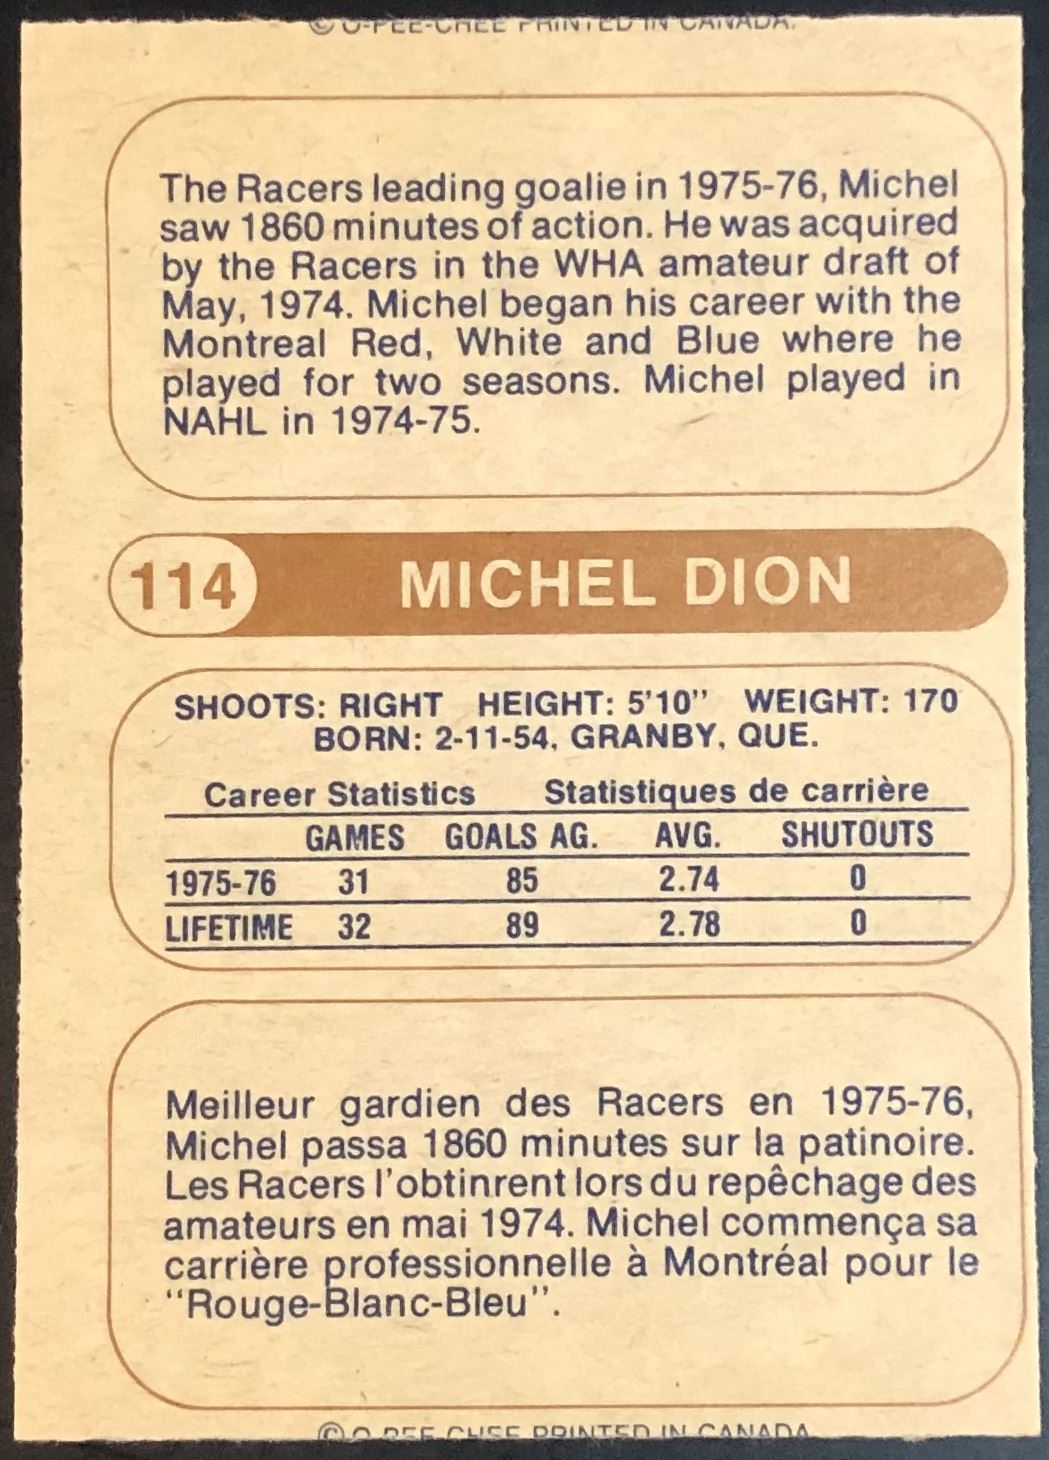 © O-PEE-CHEE PRINTED IN CANADA.
The Racers leading goalie in 1975-76, Michel
saw 1860 minutes of action. He was acquired
by the Racers in the WHA amateur draft of
May, 1974. Michel began his career with the
Montreal Red, White and Blue where he
played for two seasons. Michel played in
NAHL in 1974-75.
114 MICHEL DION
SHOOTS: RIGHT HEIGHT: 5'10" WEIGHT: 170
BORN: 2-11-54, GRANBY, QUE.
Career Statistics Statistiques de carrière
GAMES GOALS AG. AVG. SHUTOUTS
1975-76 31 85 2.74 0
LIFETIME 32 89 2.78 0
Meilleur gardien des Racers en 1975-76,
Michel passa 1860 minutes sur la patinoire.
Les Racers l'obtinrent lors du repêchage des
amateurs en mai 1974. Michel commença sa
carrière professionnelle à Montréal pour le
"Rouge-Blanc-Bleu".
© O-PEE-CHEE PRINTED IN CANADA